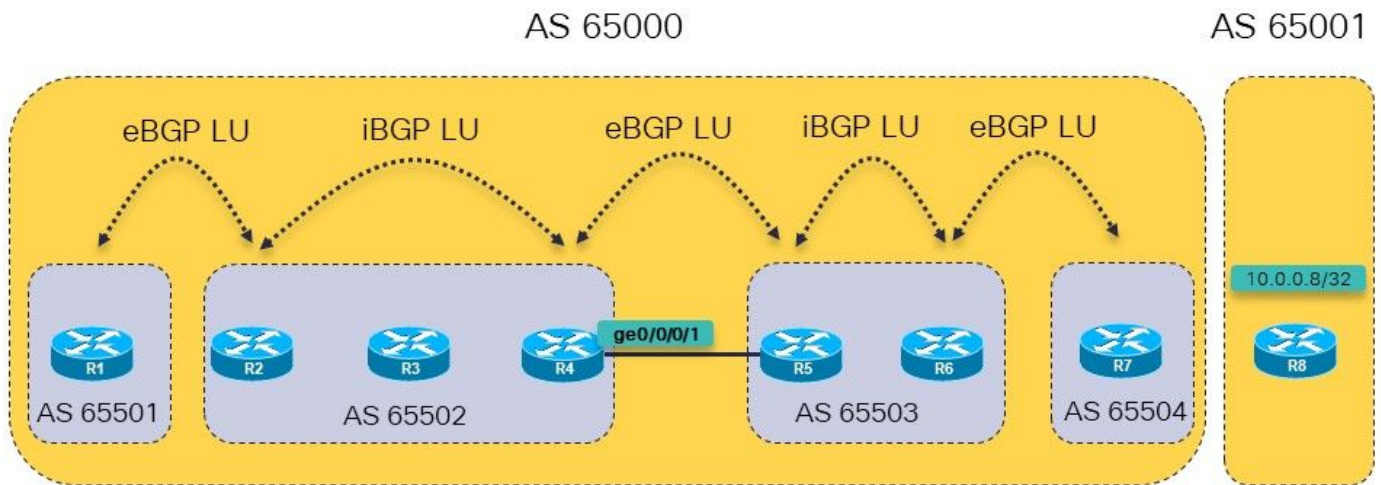 AS 65000
AS 65001
eBGP LU
iBGP LU
eBGP LU
iBGP LU
eBGP LU
10.0.0.8/32
ge0/0/0/1
R1
R2
R3
R4
R5
R6
R7
R8
AS 65501
AS 65502
AS 65503
AS 65504